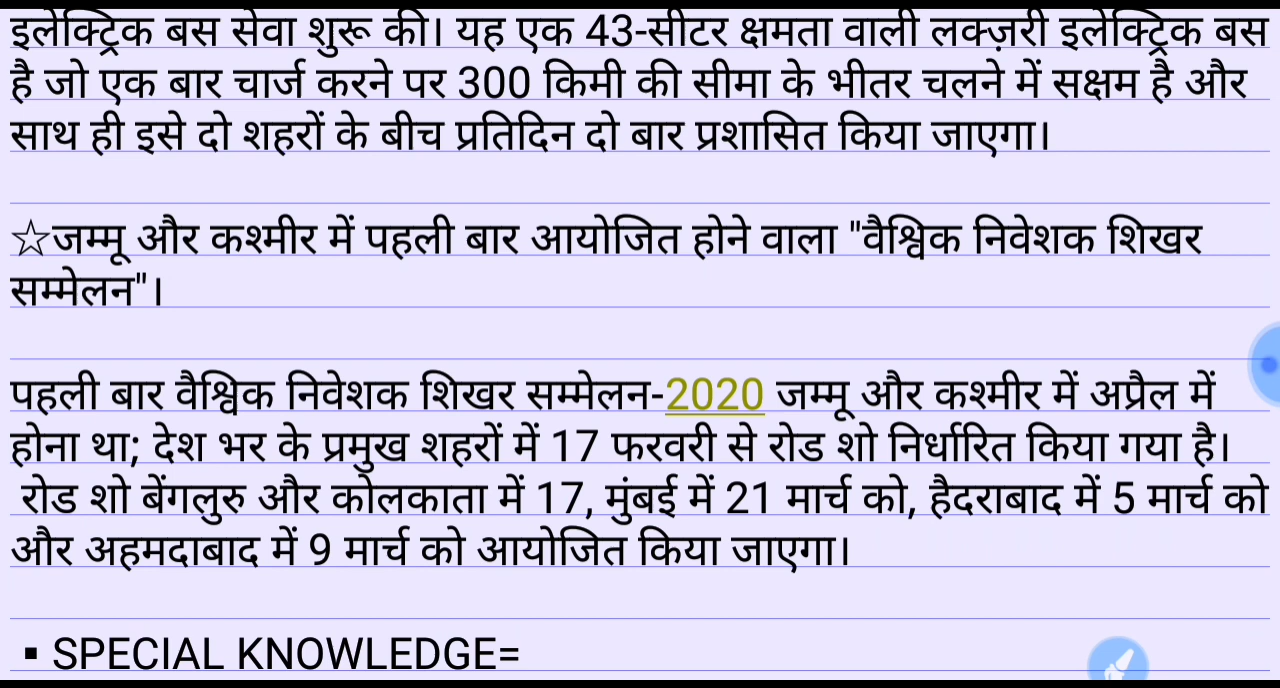 इलेक्ट्रिक बस सेवा शुरू की। यह एक 43-सीटर क्षमता वाली लक्ज़री इलेक्ट्रिक बस
है जो एक बार चार्ज करने पर 300 किमी की सीमा के भीतर चलने में सक्षम है और
साथ ही इसे दो शहरों के बीच प्रतिदिन दो बार प्रशासित किया जाएगा।
☆जम्मू और कश्मीर में पहली बार आयोजित होने वाला "वैश्विक निवेशक शिखर
सम्मेलन"।
पहली बार वैश्विक निवेशक शिखर सम्मेलन-2020 जम्मू और कश्मीर में अप्रैल में
होना था; देश भर के प्रमुख शहरों में 17 फरवरी से रोड शो निर्धारित किया गया है।
रोड शो बेंगलुरु और कोलकाता में 17, मुंबई में 21 मार्च को, हैदराबाद में 5 मार्च को
और अहमदाबाद में 9 मार्च को आयोजित किया जाएगा।
▪ SPECIAL KNOWLEDGE=